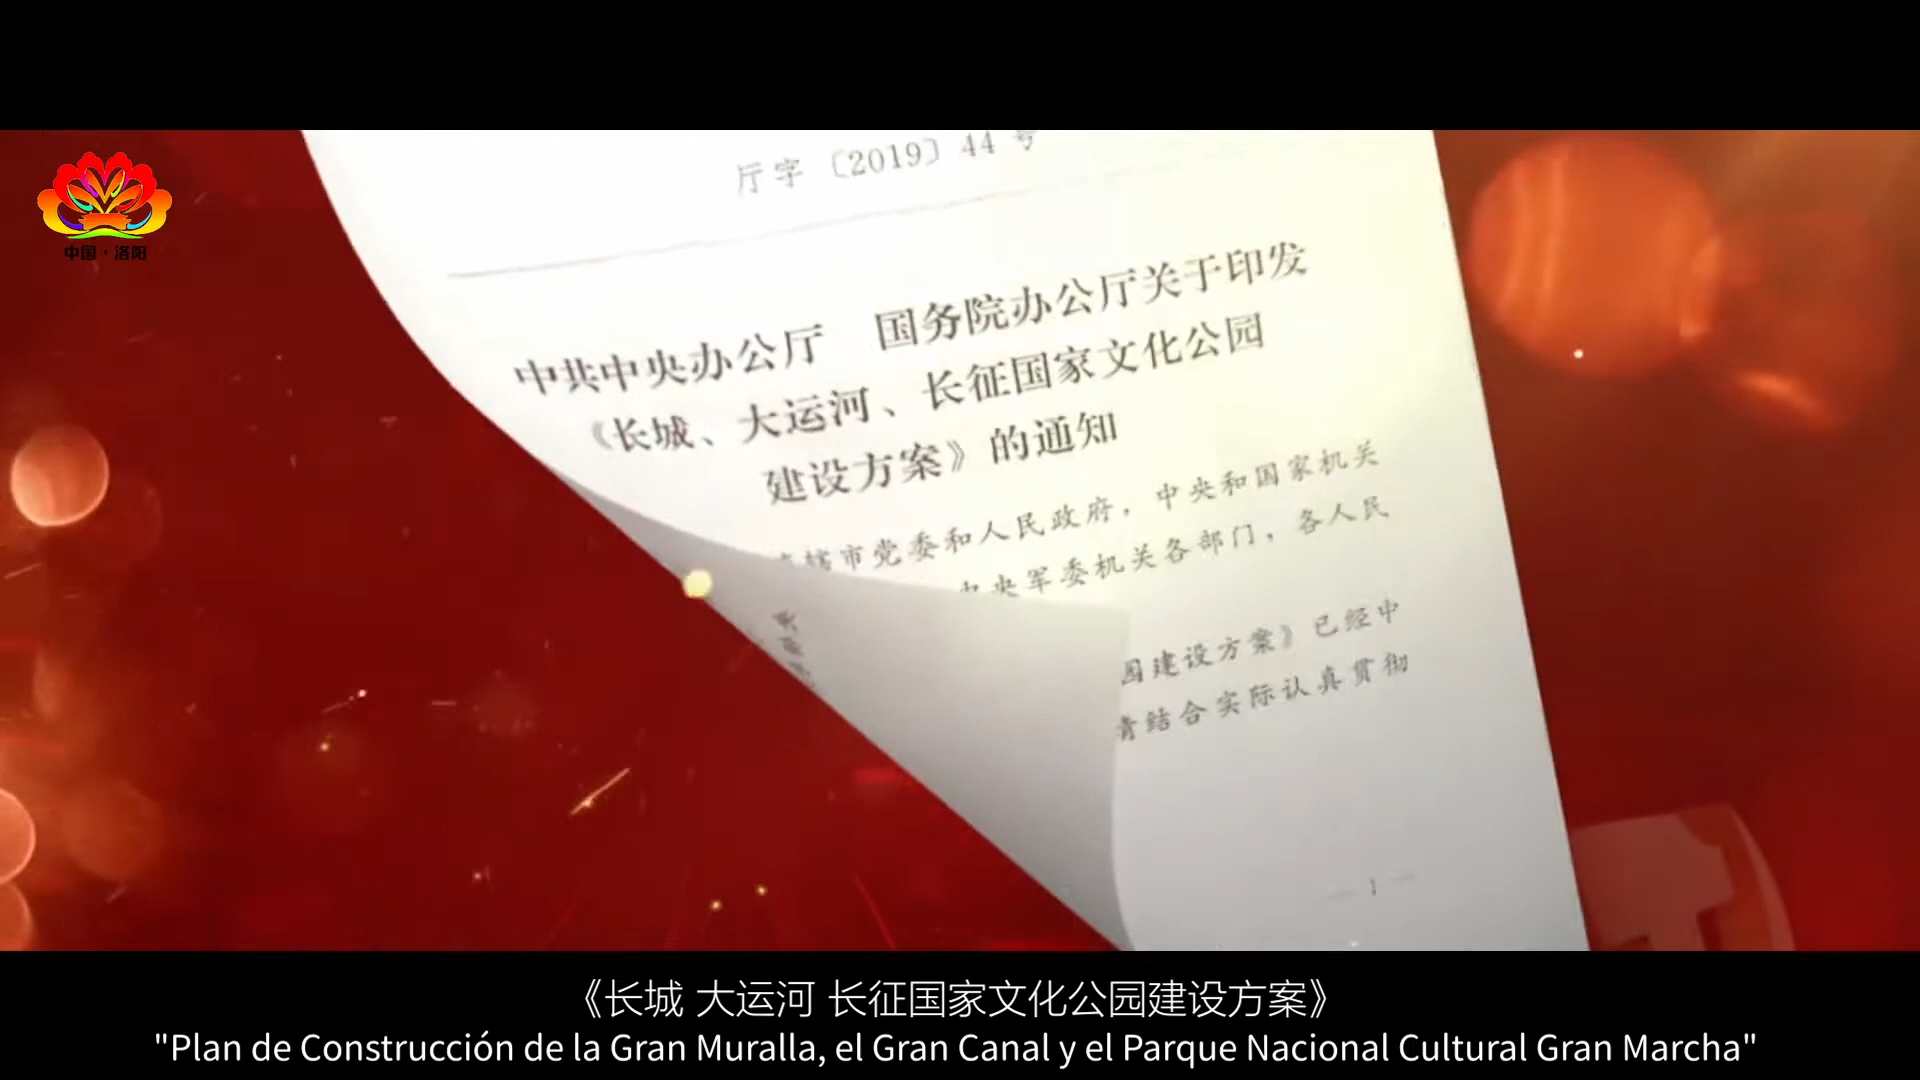 中国·洛阳
厅字〔2019〕44号
中共中央办公厅 国务院办公厅关于印发
《长城、大运河、长征国家文化公园
建设方案》的通知
辖市党委和人民政府，中央和国家机关
中央军委机关各部门，各人民
园建设方案》已经中
结合实际认真贯彻
— 1 —
《长城 大运河 长征国家文化公园建设方案》
"Plan de Construcción de la Gran Muralla, el Gran Canal y el Parque Nacional Cultural Gran Marcha"